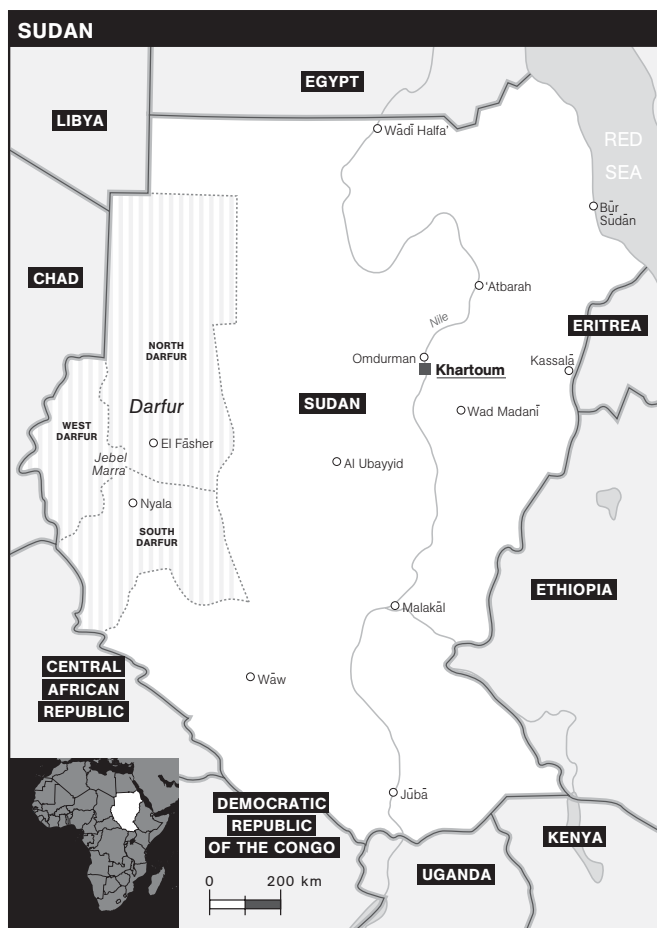 SUDAN
EGYPT
LIBYA
Wādī Halfa'
RED
SEA
Būr
Sūdān
CHAD
'Atbarah
Nile
ERITREA
NORTH
DARFUR
Omdurman
Khartoum
Kassalā
Darfur
SUDAN
Wad Madanī
WEST
DARFUR
El Fāsher
Jebel
Marra
Al Ubayyid
Nyala
SOUTH
DARFUR
ETHIOPIA
Malakāl
CENTRAL
AFRICAN
REPUBLIC
Wāw
Jūbā
DEMOCRATIC
REPUBLIC
OF THE CONGO
KENYA
UGANDA
0 200 km